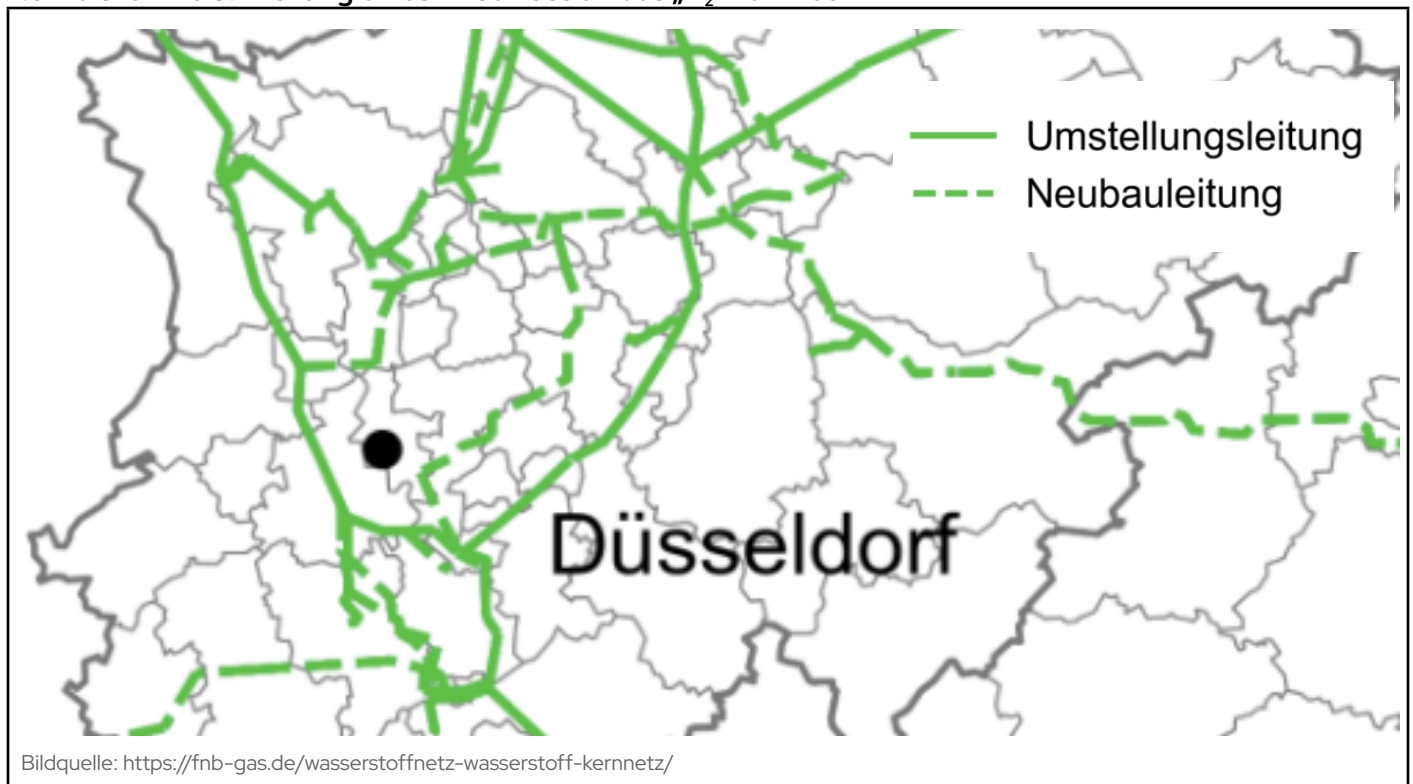 Umstellungsleitung
Neubauleitung
Düsseldorf
Bildquelle: https://fnb-gas.de/wasserstoffnetz-wasserstoff-kernnetz/